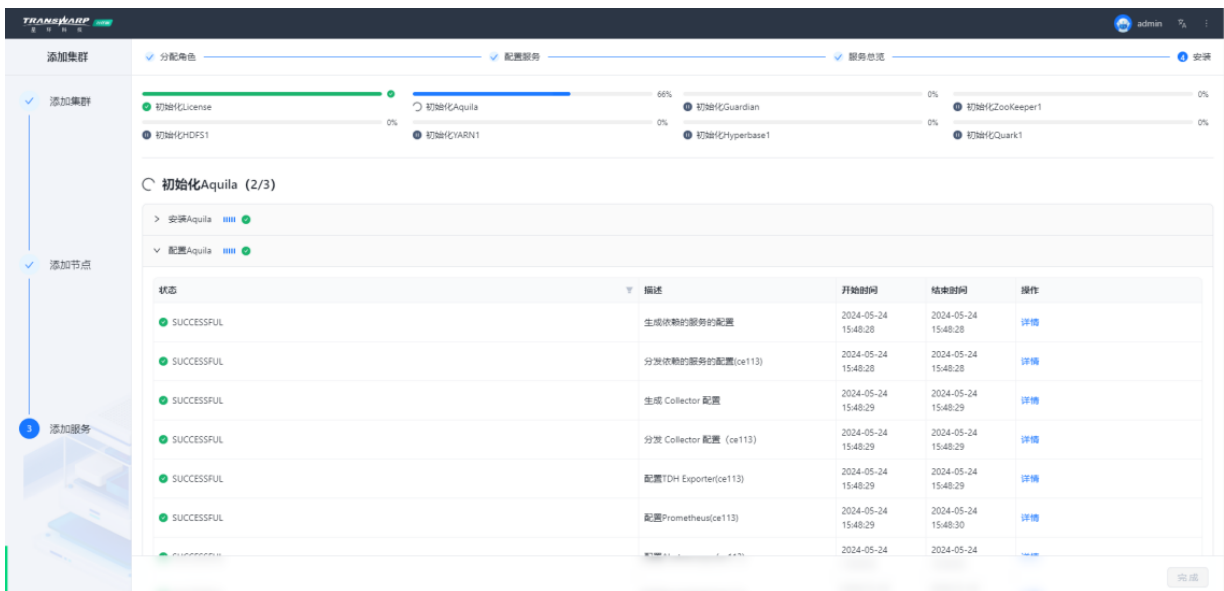 TRANSWARP
星 环 科 技
admin
添加集群
分配角色
配置服务
服务总览
4 安装
添加集群
66%
0%
0%
初始化License
初始化Aquila
初始化Guardian
初始化ZooKeeper1
0%
0%
0%
0%
初始化HDFS1
初始化YARN1
初始化Hyperbase1
初始化Quark1
初始化Aquila (2/3)
安装Aquila
配置Aquila
添加节点
状态 描述 开始时间 结束时间 操作
SUCCESSFUL 生成依赖的服务的配置 2024-05-24 15:48:28 2024-05-24 15:48:28 详情
SUCCESSFUL 分发依赖的服务的配置(ce113) 2024-05-24 15:48:28 2024-05-24 15:48:28 详情
SUCCESSFUL 生成 Collector 配置 2024-05-24 15:48:29 2024-05-24 15:48:29 详情
3 添加服务
SUCCESSFUL 分发 Collector 配置（ce113) 2024-05-24 15:48:29 2024-05-24 15:48:29 详情
SUCCESSFUL 配置TDH Exporter(ce113) 2024-05-24 15:48:29 2024-05-24 15:48:29 详情
SUCCESSFUL 配置Prometheus(ce113) 2024-05-24 15:48:29 2024-05-24 15:48:30 详情
2024-05-24 2024-05-24
完成